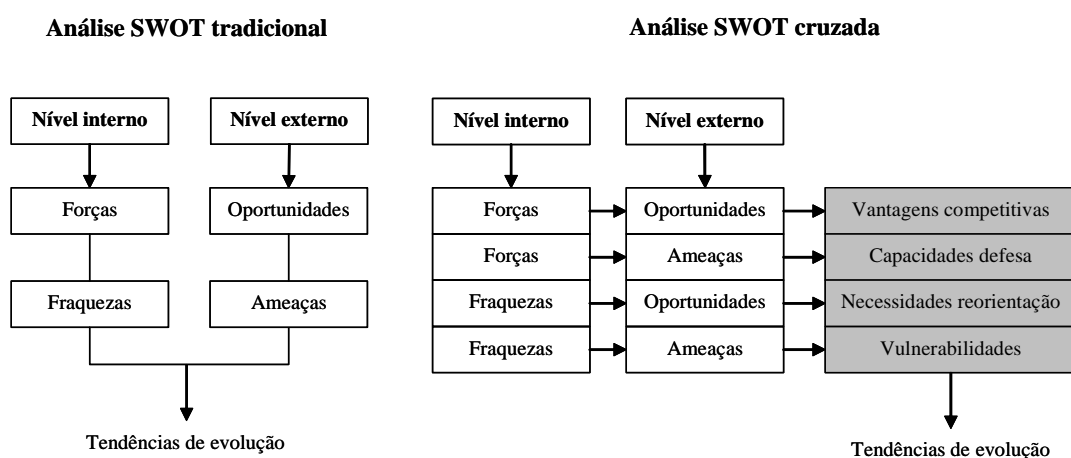 Análise SWOT tradicional
Nível interno
Nível externo
Forças
Oportunidades
Fraquezas
Ameaças
Tendências de evolução
Análise SWOT cruzada
Nível interno
Nível externo
Forças
Oportunidades
Vantagens competitivas
Forças
Ameaças
Capacidades defesa
Fraquezas
Oportunidades
Necessidades reorientação
Fraquezas
Ameaças
Vulnerabilidades
Tendências de evolução